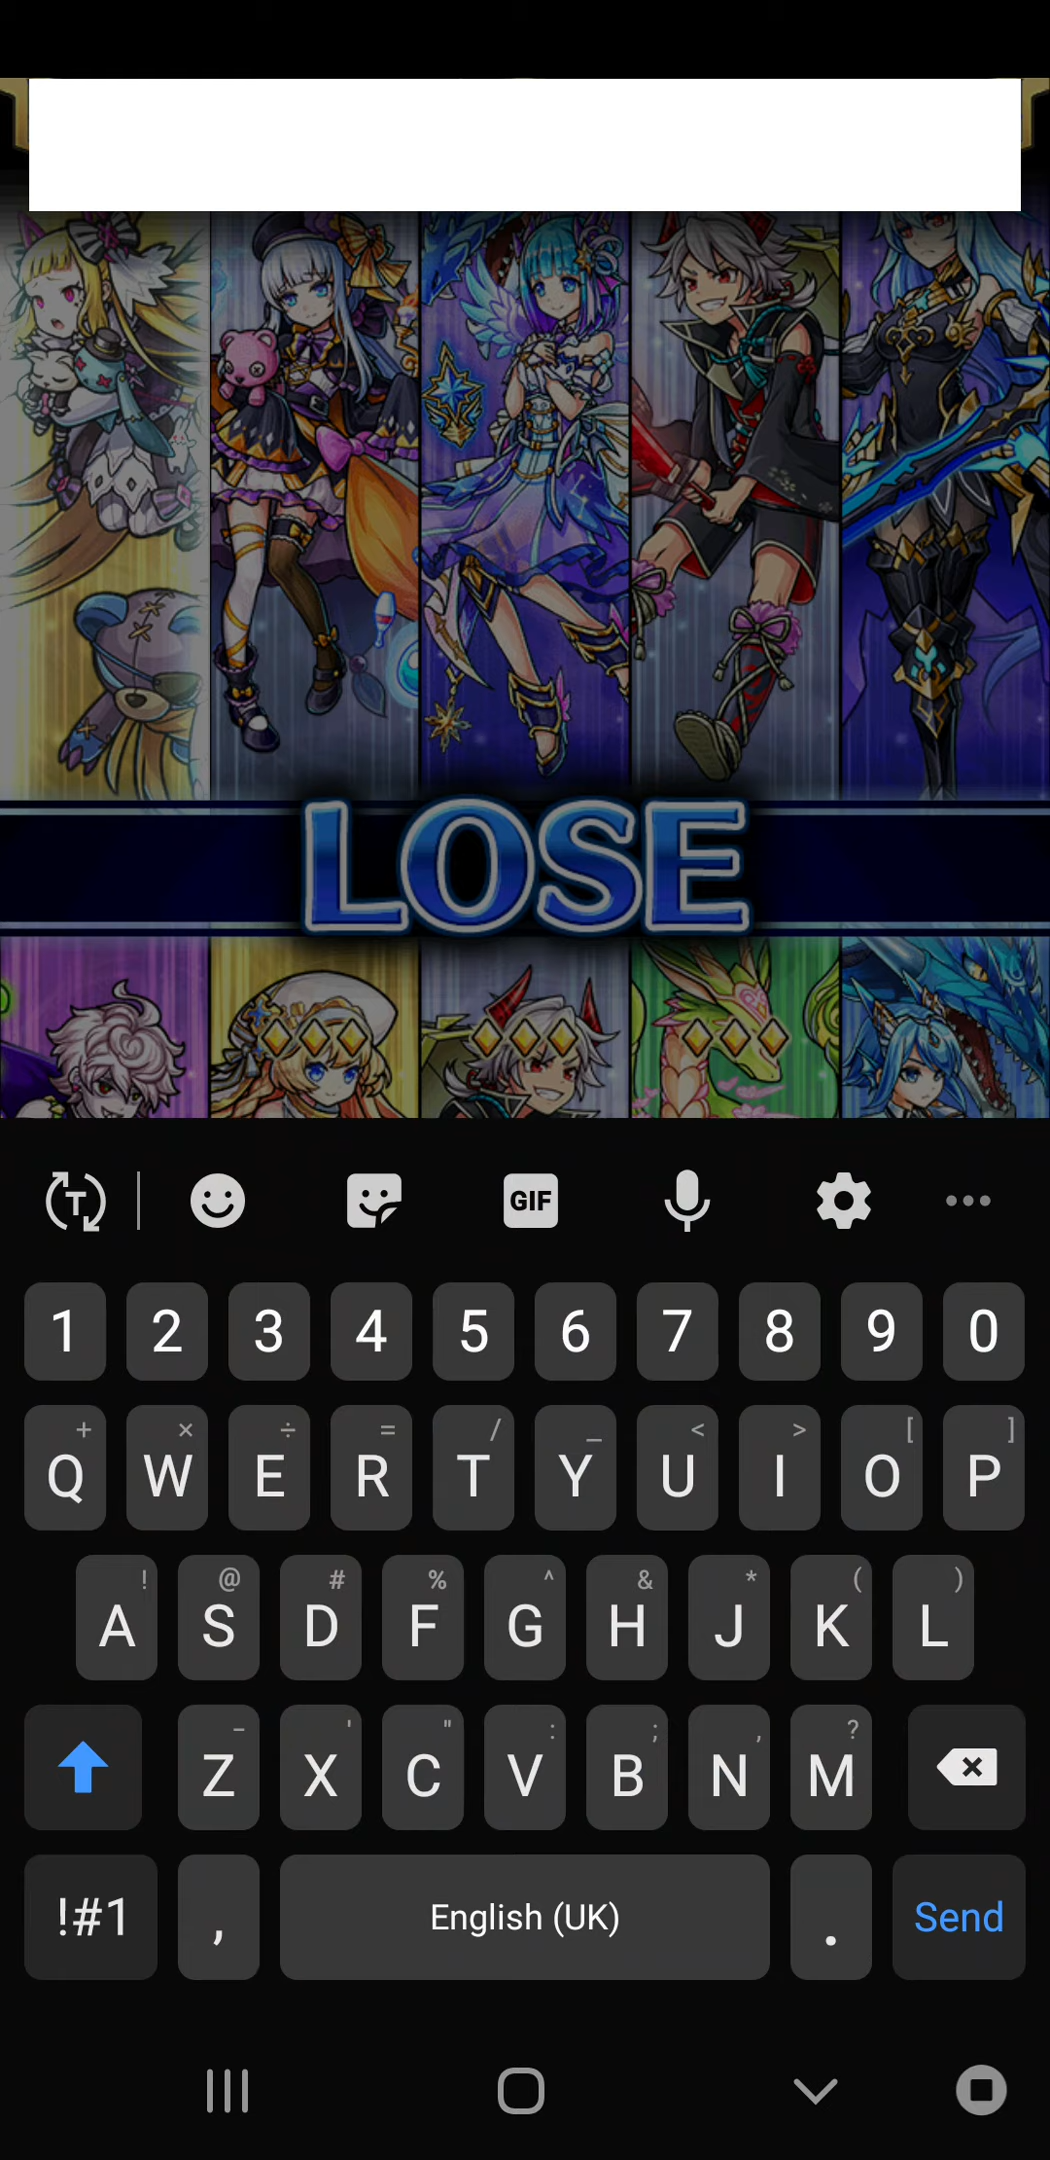 LOSE
T GIF
1 2 3 4 5 6 7 8 9 0
+ × ÷ = / _ < > [ ]
Q W E R T Y U I O P
! @ # % ^ & * ( )
A S D F G H J K L
- ' " : ; , ?
Z X C V B N M
!#1 , English (UK) . Send